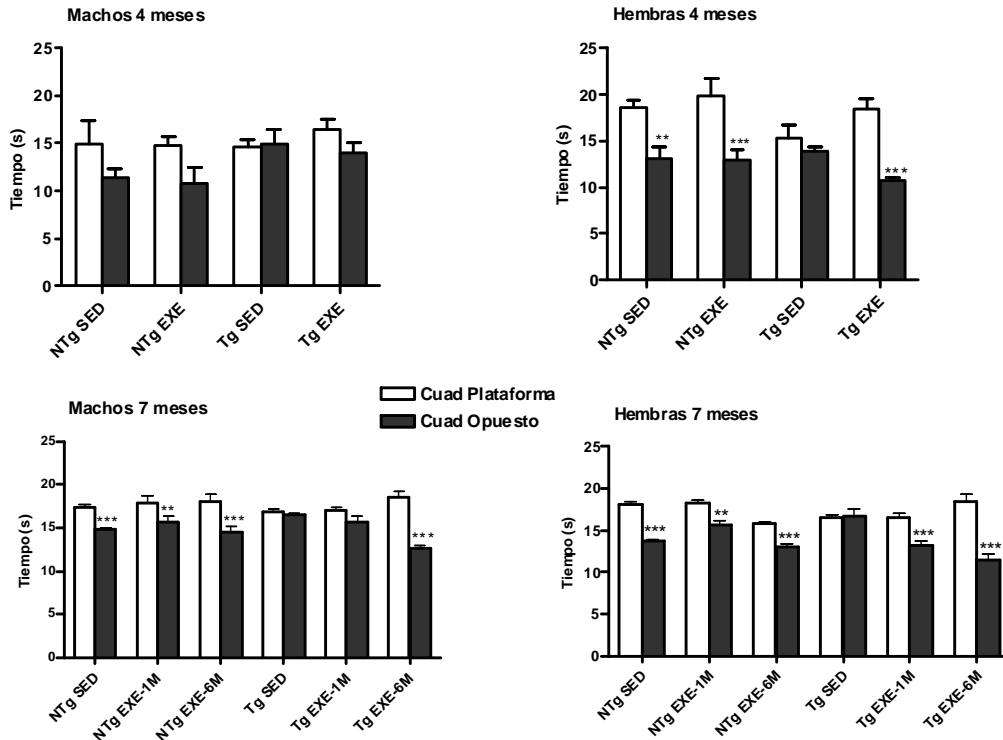 Machos 4 meses
25
20
15
10
5
0
Tiempo (s)
NTg SED
NTg EXE
Tg SED
Tg EXE
Hembras 4 meses
25
20
15
10
5
0
Tiempo (s)
**
***
***
NTg SED
NTg EXE
Tg SED
Tg EXE
Cuad Plataforma
Cuad Opuesto
Machos 7 meses
25
20
15
10
5
0
Tiempo (s)
***
**
***
***
NTg SED
NTg EXE-1M
NTg EXE-6M
Tg SED
Tg EXE-1M
Tg EXE-6M
Hembras 7 meses
25
20
15
10
5
0
Tiempo (s)
***
**
***
***
***
NTg SED
NTg EXE-1M
NTg EXE-6M
Tg SED
Tg EXE-1M
Tg EXE-6M